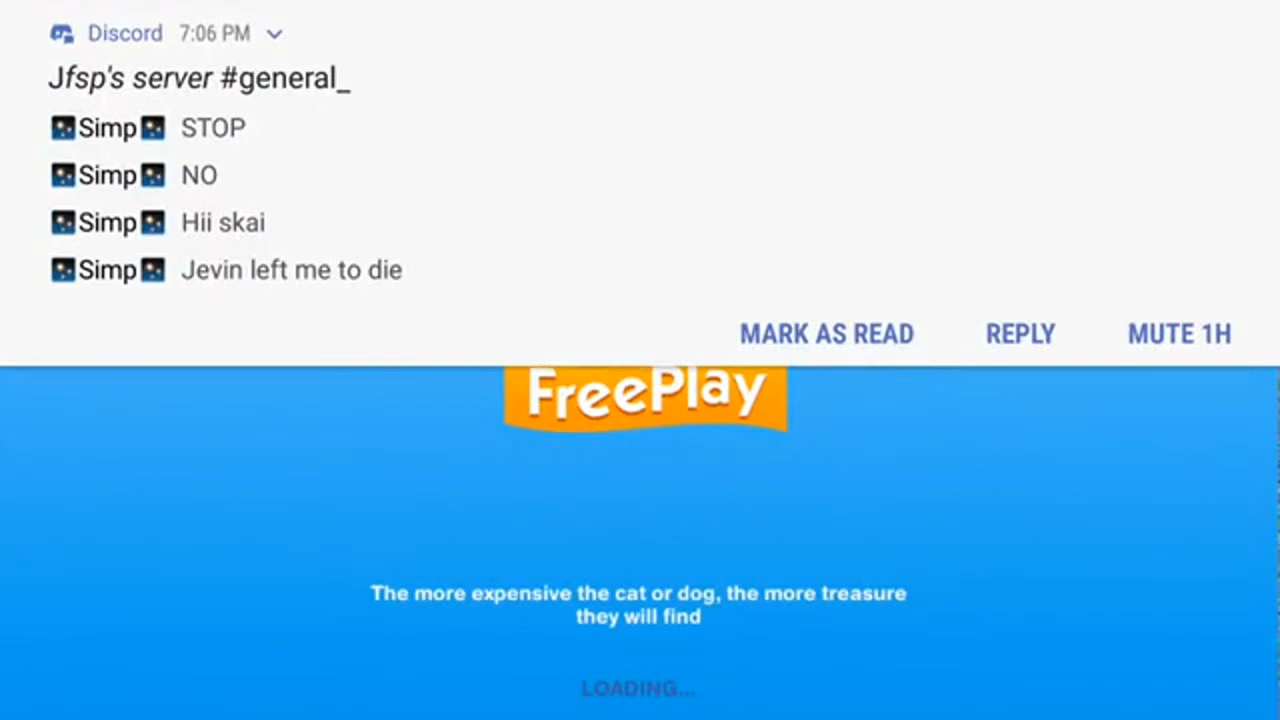 Discord 7:06 PM
Jfsp's server #general_
🌃Simp🌃 STOP
🌃Simp🌃 NO
🌃Simp🌃 Hii skai
🌃Simp🌃 Jevin left me to die
MARK AS READ REPLY MUTE 1H
FreePlay
The more expensive the cat or dog, the more treasure
they will find
LOADING...